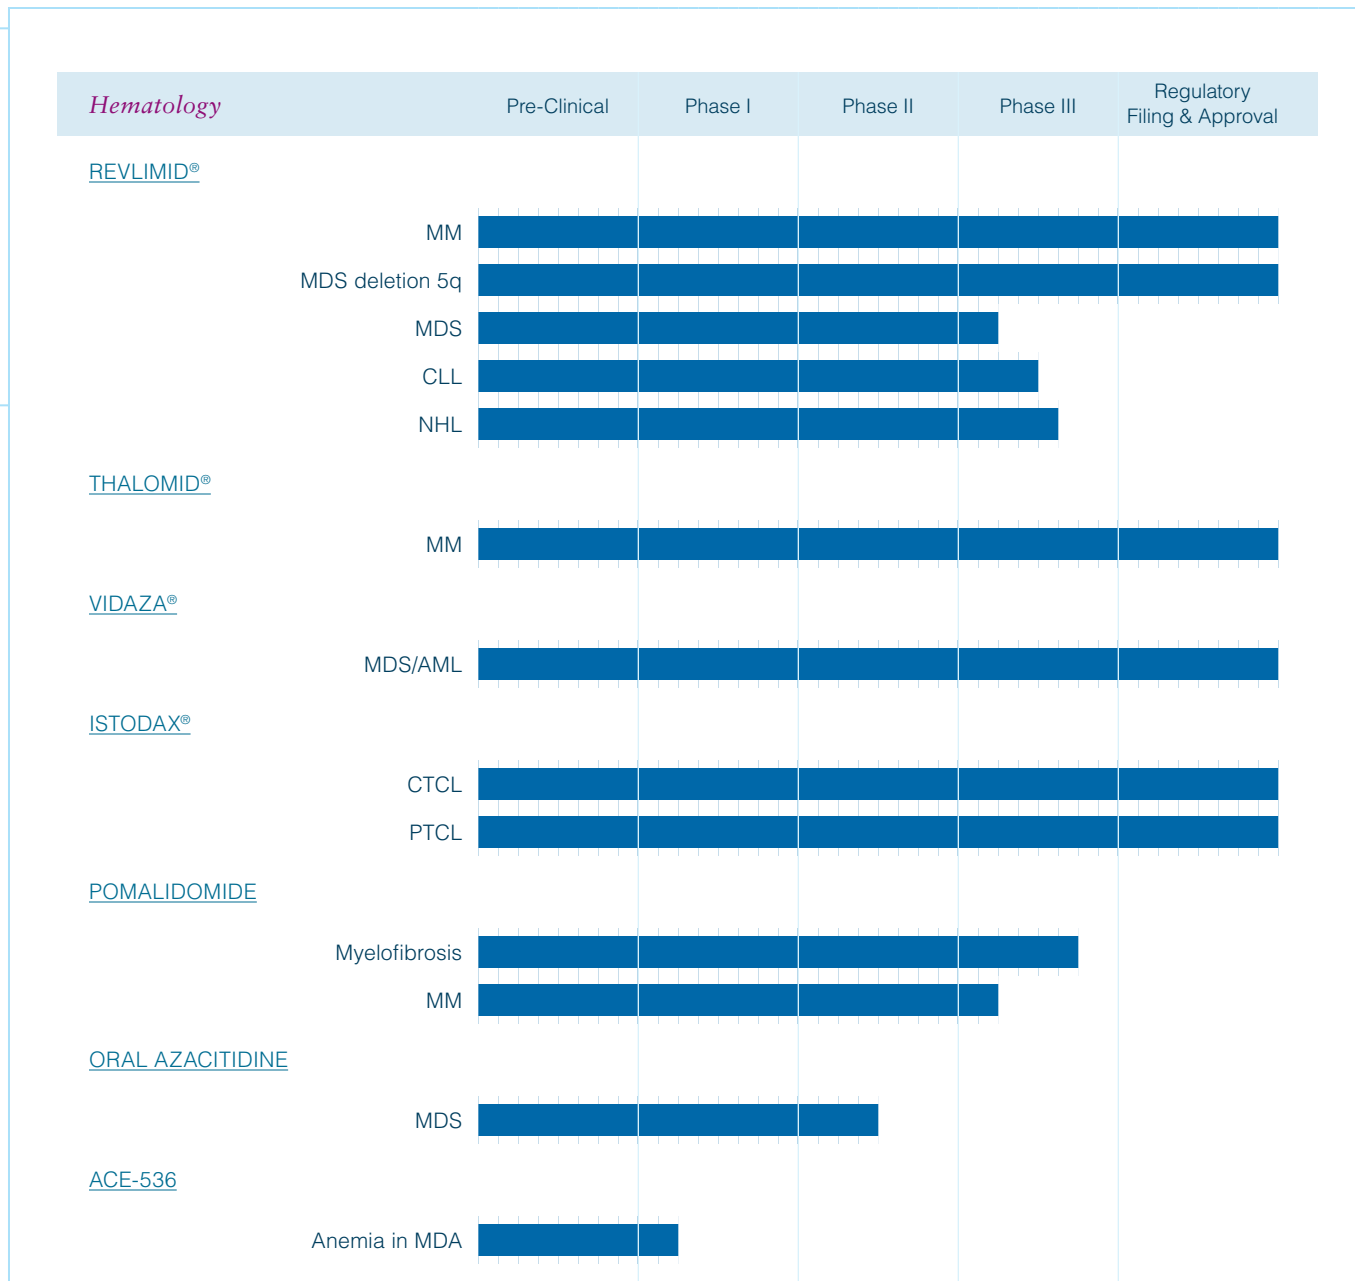 Hematology
Pre-Clinical
Phase I
Phase II
Phase III
Regulatory
Filing & Approval
REVLIMID®
MM
MDS deletion 5q
MDS
CLL
NHL
THALOMID®
MM
VIDAZA®
MDS/AML
ISTODAX®
CTCL
PTCL
POMALIDOMIDE
Myelofibrosis
MM
ORAL AZACITIDINE
MDS
ACE-536
Anemia in MDA